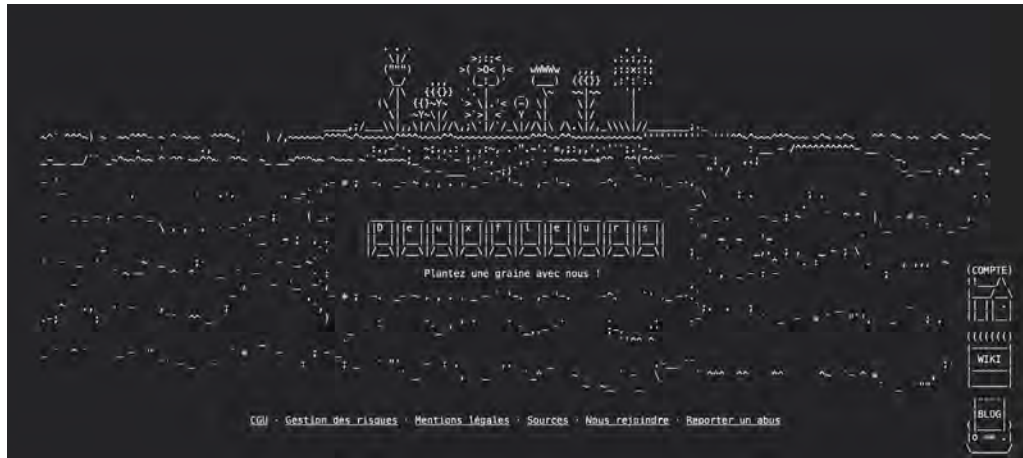 Deuxfleurs
Plantez une graine avec nous !
(COMPTE)
WIKI
BLOG
CGU · Gestion des risques · Mentions légales · Sources · Nous rejoindre · Reporter un abus